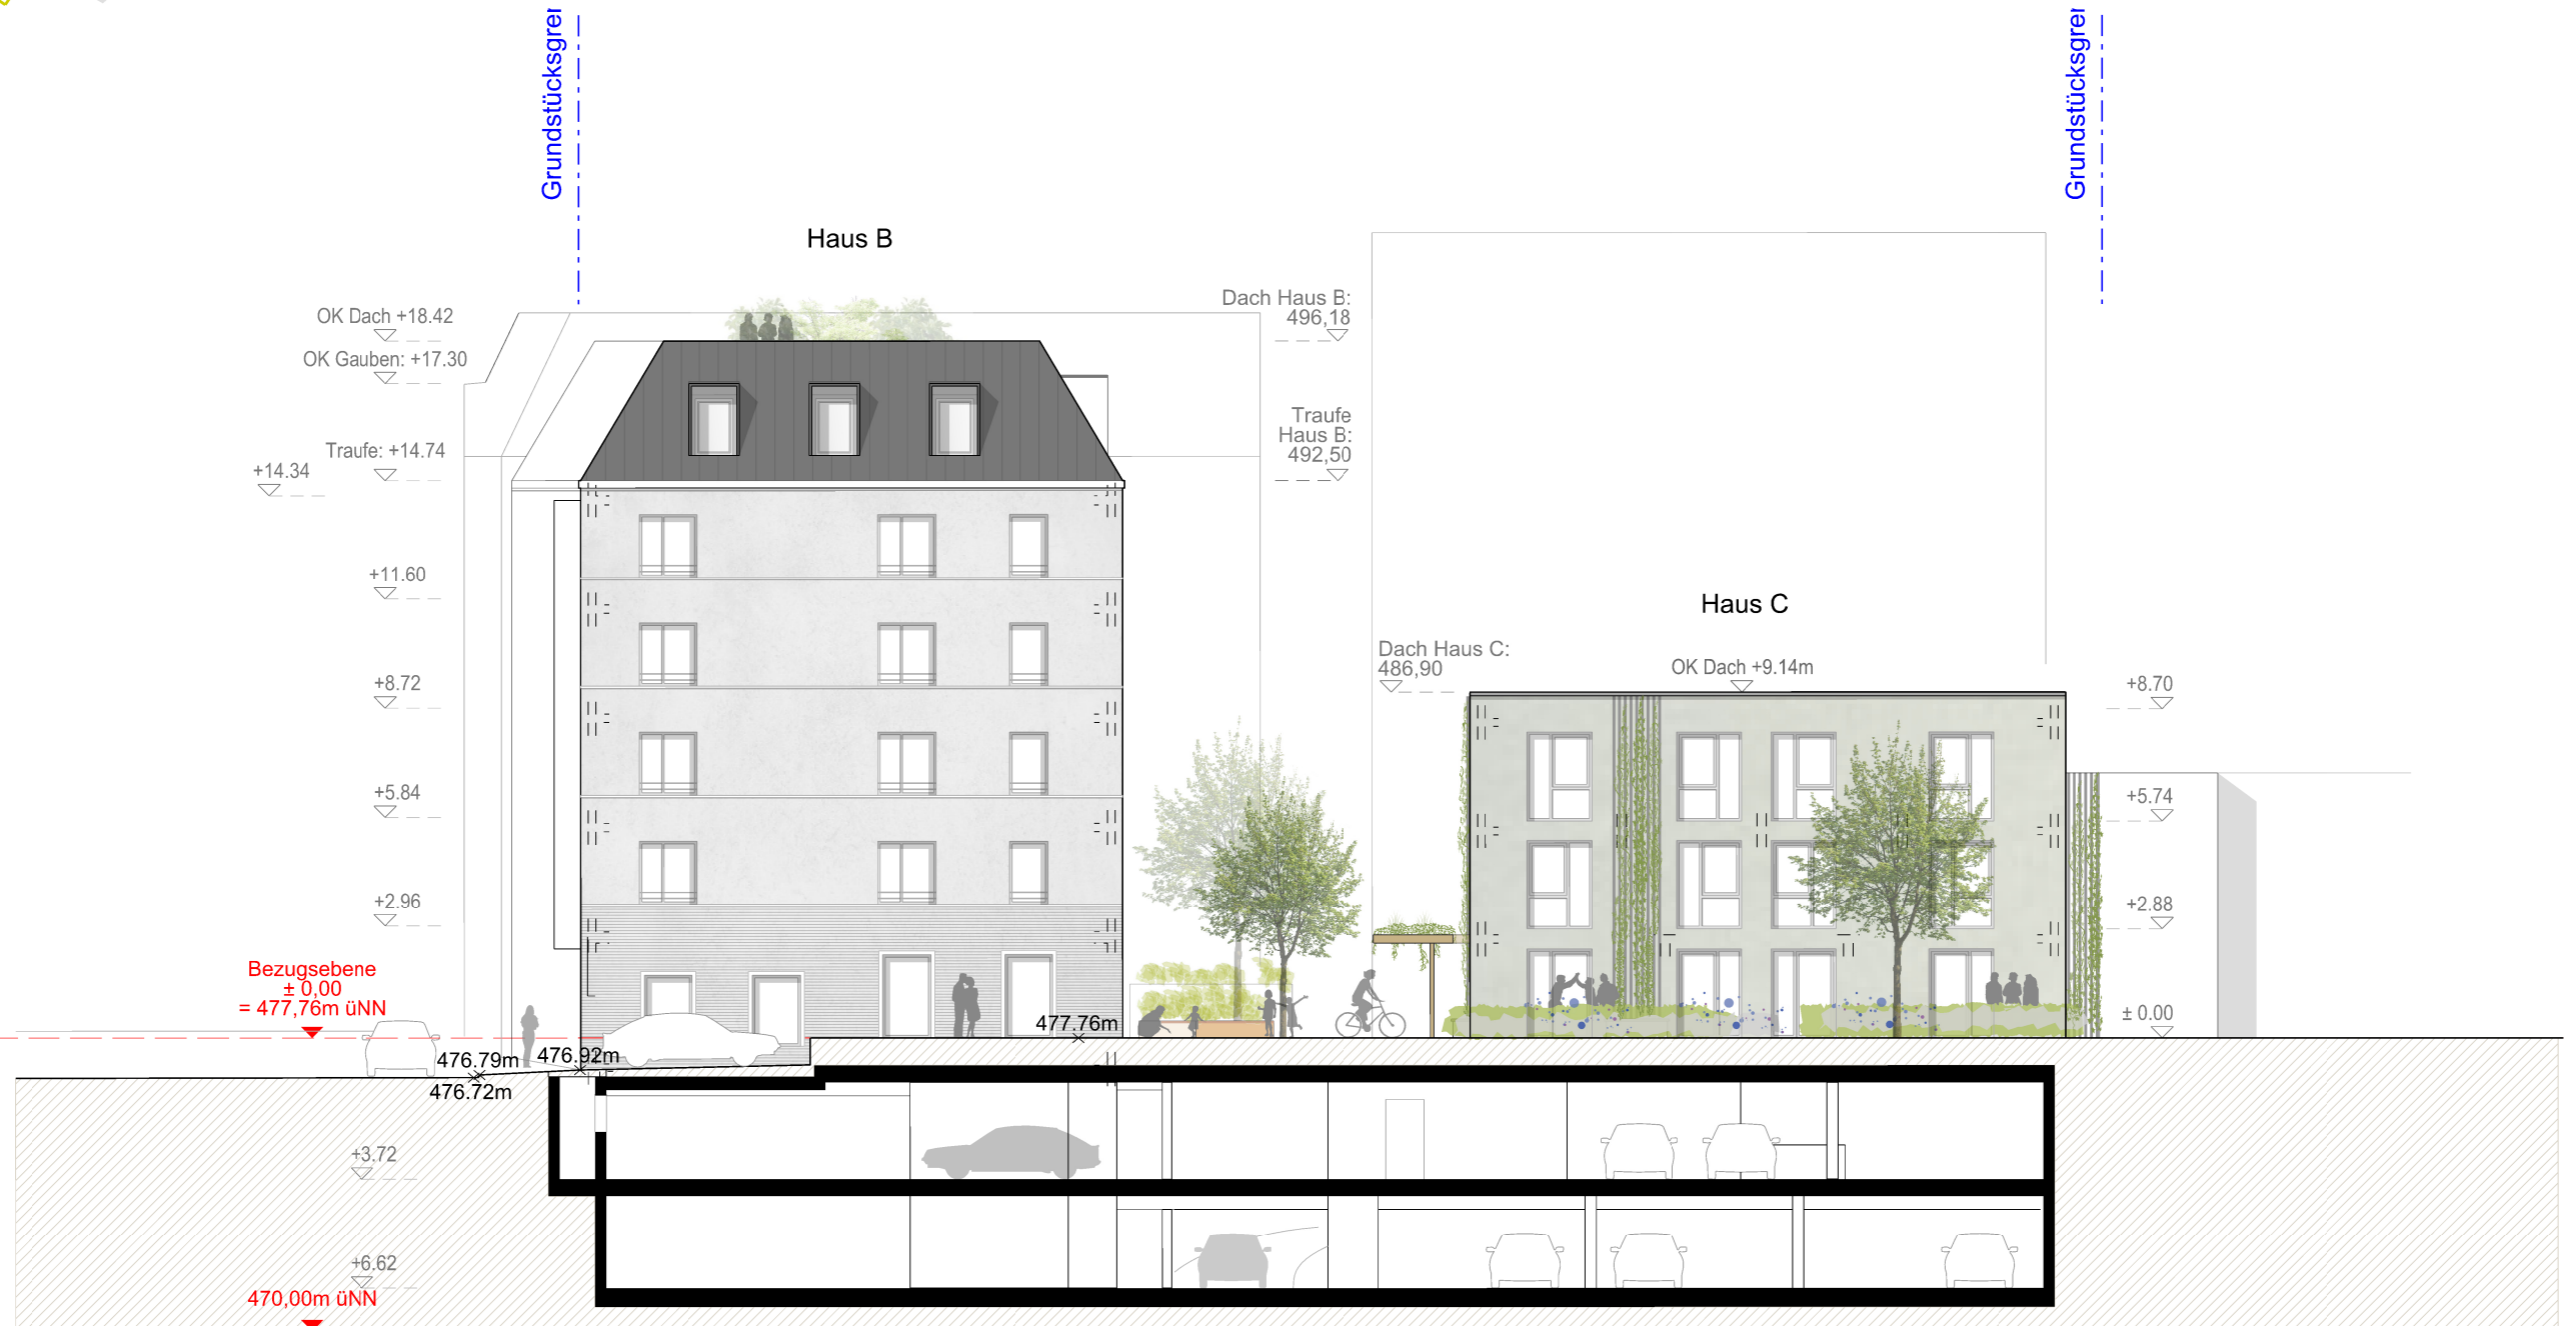 Grundstücksgrer
Grundstücksgrer
Haus B
OK Dach +18.42
OK Gauben: +17.30
Traufe: +14.74
+14.34
+11.60
+8.72
+5.84
+2.96
Bezugsebene
± 0,00
= 477,76m üNN
Dach Haus B:
496,18
Traufe
Haus B:
492,50
Haus C
Dach Haus C:
486,90
OK Dach +9.14m
+8.70
+5.74
+2.88
± 0.00
477.76m
476.79m
476.92m
476.72m
+3.72
+6.62
470,00m üNN